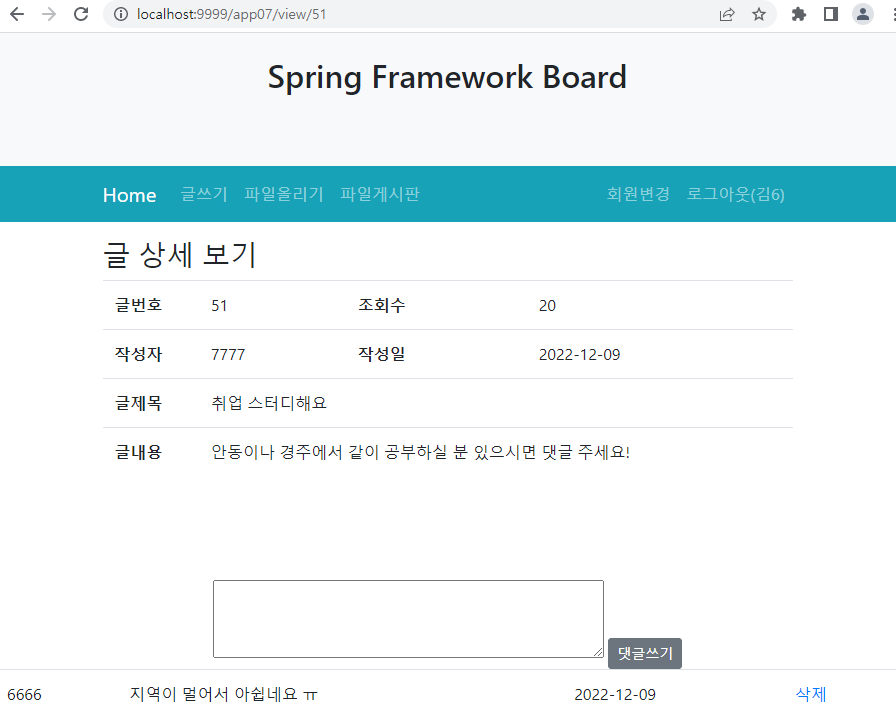 localhost:9999/app07/view/51
Spring Framework Board
Home 글쓰기 파일올리기 파일게시판 회원변경 로그아웃(김6)
글 상세 보기
글번호 51 조회수 20
작성자 7777 작성일 2022-12-09
글제목 취업 스터디해요
글내용 안동이나 경주에서 같이 공부하실 분 있으시면 댓글 주세요!
댓글쓰기
6666 지역이 멀어서 아쉽네요 ㅠ 2022-12-09 삭제